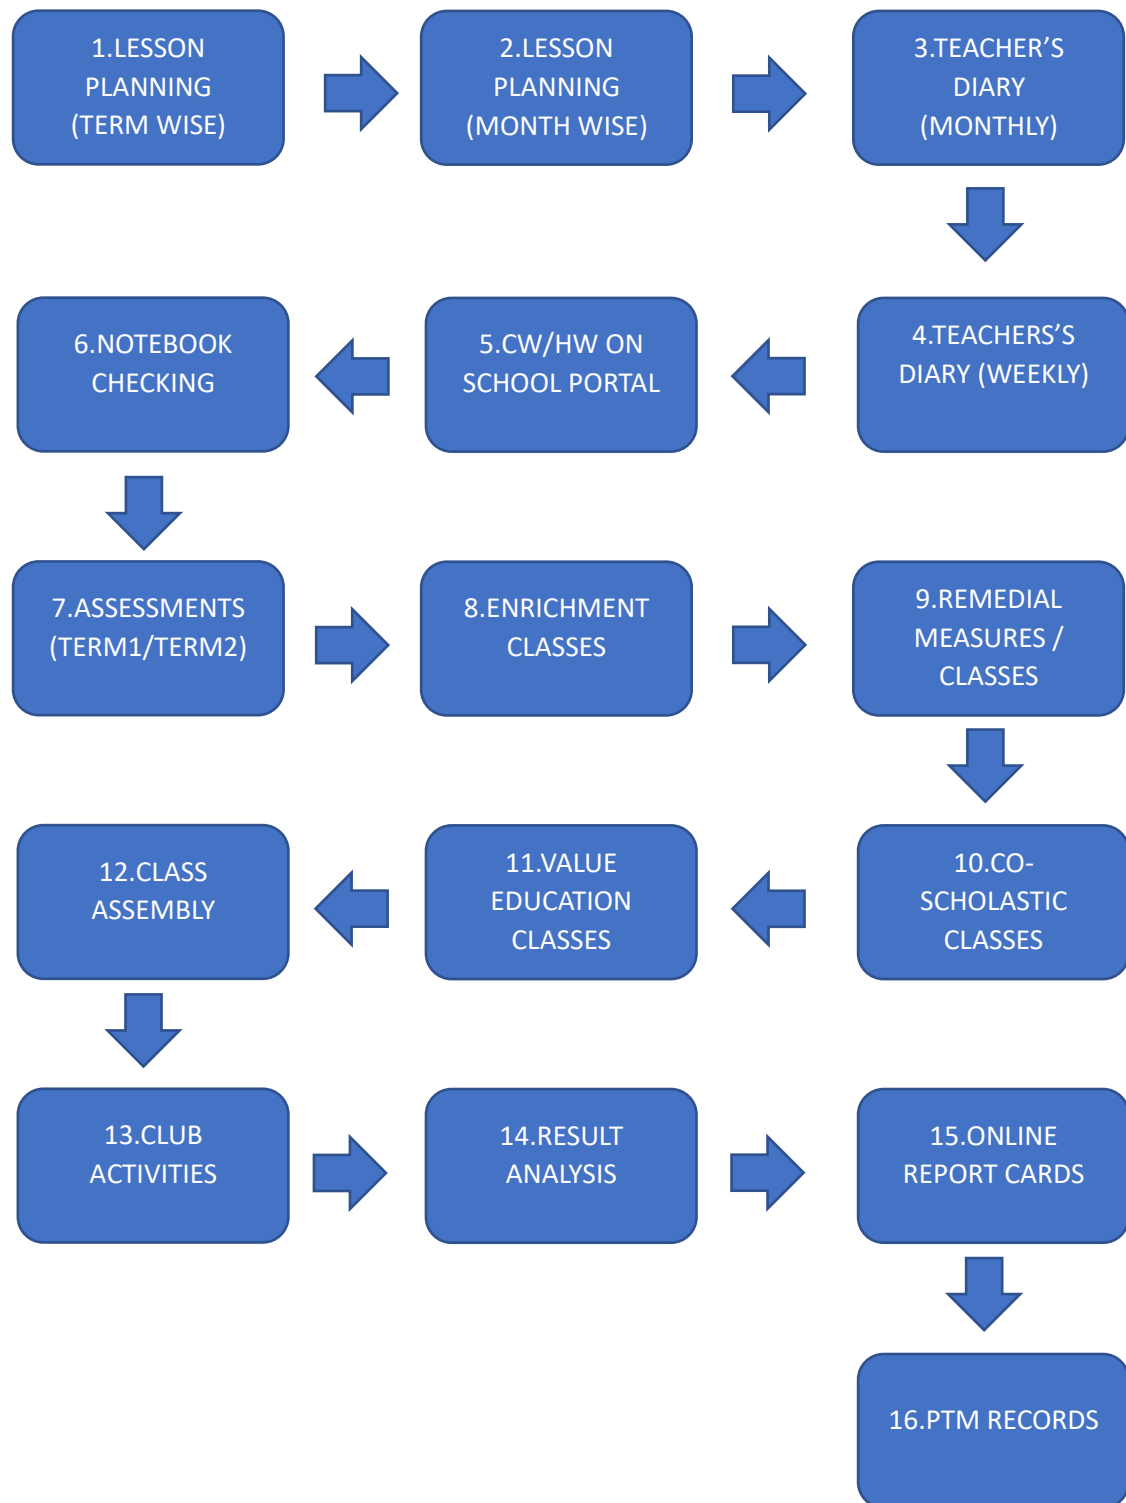 1.LESSON
PLANNING
(TERM WISE)
2.LESSON
PLANNING
(MONTH WISE)
3.TEACHER’S
DIARY
(MONTHLY)
4.TEACHERS’S
DIARY (WEEKLY)
5.CW/HW ON
SCHOOL PORTAL
6.NOTEBOOK
CHECKING
7.ASSESSMENTS
(TERM1/TERM2)
8.ENRICHMENT
CLASSES
9.REMEDIAL
MEASURES /
CLASSES
10.CO-
SCHOLASTIC
CLASSES
11.VALUE
EDUCATION
CLASSES
12.CLASS
ASSEMBLY
13.CLUB
ACTIVITIES
14.RESULT
ANALYSIS
15.ONLINE
REPORT CARDS
16.PTM RECORDS